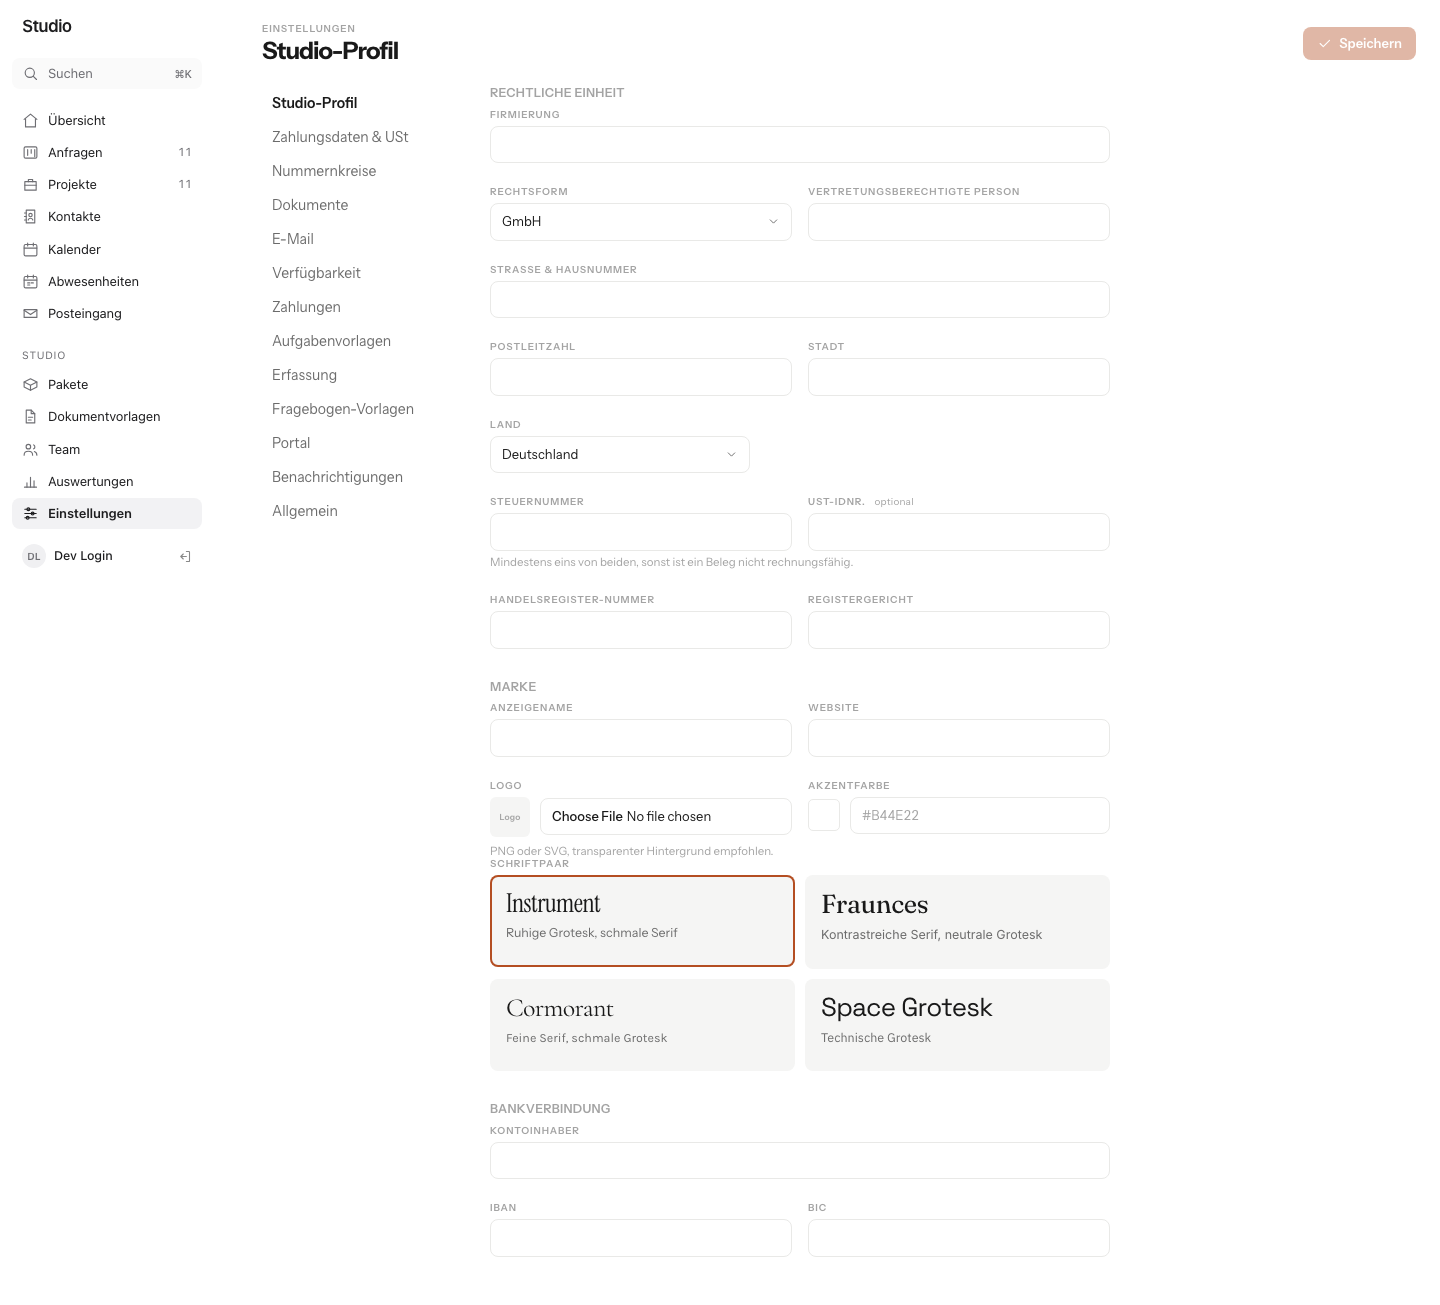 Studio
Suchen ⌘K
Übersicht
Anfragen 11
Projekte 11
Kontakte
Kalender
Abwesenheiten
Posteingang
STUDIO
Pakete
Dokumentvorlagen
Team
Auswertungen
Einstellungen
DL Dev Login
EINSTELLUNGEN
Studio-Profil
Speichern
Studio-Profil
Zahlungsdaten & USt
Nummernkreise
Dokumente
E-Mail
Verfügbarkeit
Zahlungen
Aufgabenvorlagen
Erfassung
Fragebogen-Vorlagen
Portal
Benachrichtigungen
Allgemein
RECHTLICHE EINHEIT
FIRMIERUNG
RECHTSFORM VERTRETUNGSBERECHTIGTE PERSON
GmbH
STRASSE & HAUSNUMMER
POSTLEITZAHL STADT
LAND
Deutschland
STEUERNUMMER UST-IDNR. optional
Mindestens eins von beiden, sonst ist ein Beleg nicht rechnungsfähig.
HANDELSREGISTER-NUMMER REGISTERGERICHT
MARKE
ANZEIGENAME WEBSITE
LOGO AKZENTFARBE
Logo Choose File No file chosen #B44E22
PNG oder SVG, transparenter Hintergrund empfohlen.
SCHRIFTPAAR
Instrument
Ruhige Grotesk, schmale Serif
Fraunces
Kontrastreiche Serif, neutrale Grotesk
Cormorant
Feine Serif, schmale Grotesk
Space Grotesk
Technische Grotesk
BANKVERBINDUNG
KONTOINHABER
IBAN BIC